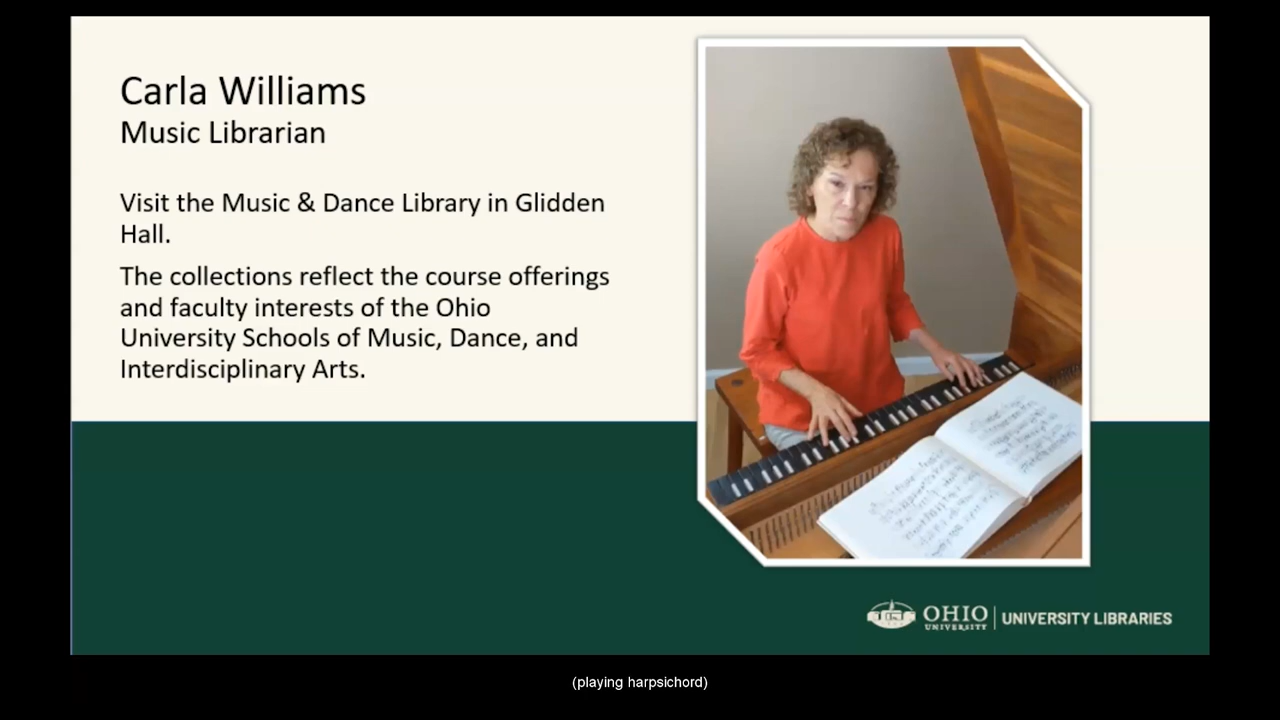 Carla Williams
Music Librarian
Visit the Music & Dance Library in Glidden
Hall.
The collections reflect the course offerings
and faculty interests of the Ohio
University Schools of Music, Dance, and
Interdisciplinary Arts.
OHIO
UNIVERSITY
UNIVERSITY LIBRARIES
(playing harpsichord)